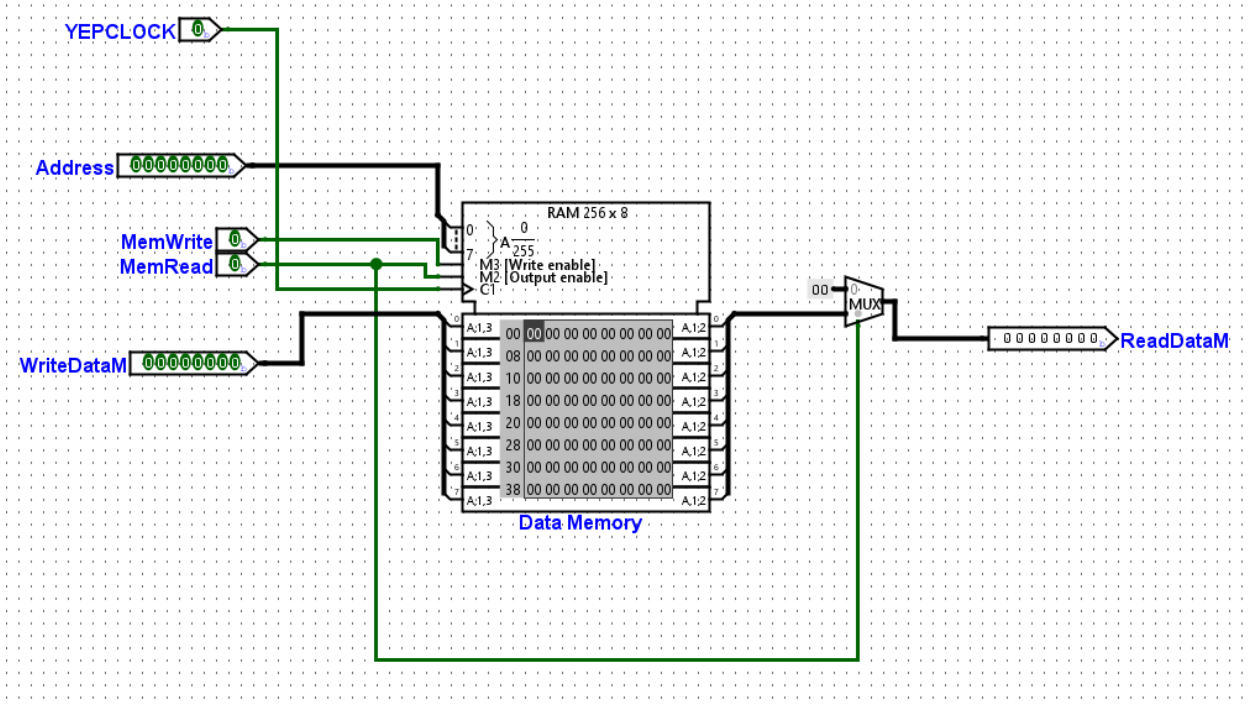 YEPCLOCK 0
Address 00000000
RAM 256 x 8
0
7
A 0
255
MemWrite 0
MemRead 0
M3 [Write enable]
M2 [Output enable]
C1
00 0
MUX
WriteDataM 00000000
00000000 ReadDataM
0 A,1,3 00 00 00 00 00 00 00 00 00 A,1,2 0
1 A,1,3 08 00 00 00 00 00 00 00 00 A,1,2 1
2 A,1,3 10 00 00 00 00 00 00 00 00 A,1,2 2
3 A,1,3 18 00 00 00 00 00 00 00 00 A,1,2 3
4 A,1,3 20 00 00 00 00 00 00 00 00 A,1,2 4
5 A,1,3 28 00 00 00 00 00 00 00 00 A,1,2 5
6 A,1,3 30 00 00 00 00 00 00 00 00 A,1,2 6
7 A,1,3 38 00 00 00 00 00 00 00 00 A,1,2 7
Data Memory